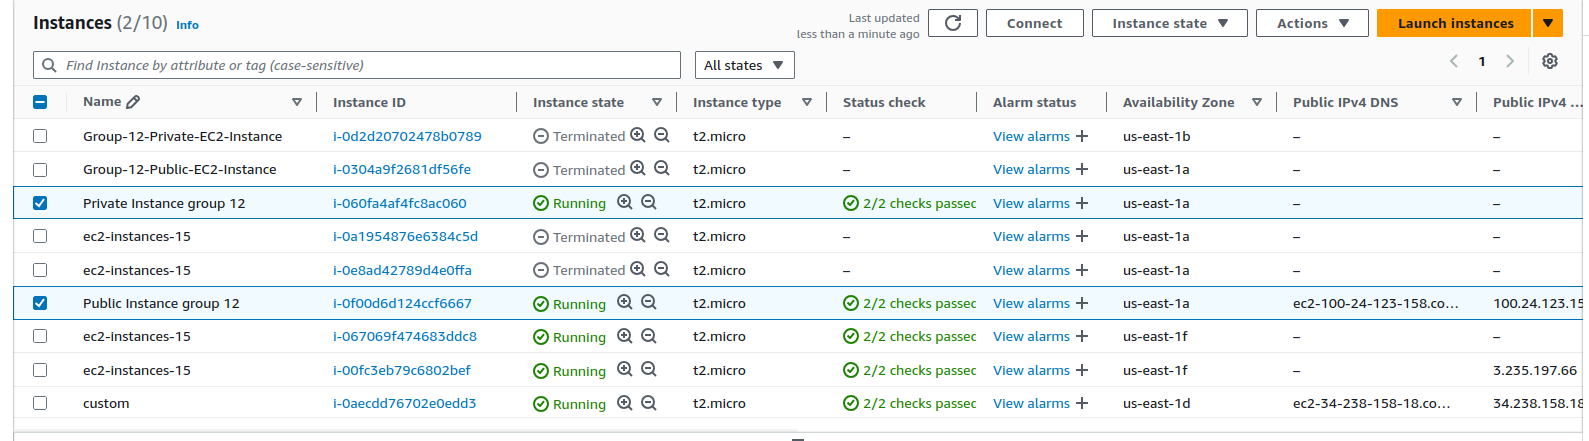 Instances (2/10) Info
Last updated
less than a minute ago
Connect Instance state Actions Launch instances
Find Instance by attribute or tag (case-sensitive) All states 1
Name Instance ID Instance state Instance type Status check Alarm status Availability Zone Public IPv4 DNS Public IPv4 ...
Group-12-Private-EC2-Instance i-0d2d20702478b0789 Terminated t2.micro – View alarms + us-east-1b – –
Group-12-Public-EC2-Instance i-0304a9f2681df56fe Terminated t2.micro – View alarms + us-east-1a – –
Private Instance group 12 i-060fa4af4fc8ac060 Running t2.micro 2/2 checks passed View alarms + us-east-1a – –
ec2-instances-15 i-0a1954876e6384c5d Terminated t2.micro – View alarms + us-east-1a – –
ec2-instances-15 i-0e8ad42789d4e0ffa Terminated t2.micro – View alarms + us-east-1a – –
Public Instance group 12 i-0f00d6d124ccf6667 Running t2.micro 2/2 checks passed View alarms + us-east-1a ec2-100-24-123-158.co... 100.24.123.15
ec2-instances-15 i-067069f474683ddc8 Running t2.micro 2/2 checks passed View alarms + us-east-1f – –
ec2-instances-15 i-00fc3eb79c6802bef Running t2.micro 2/2 checks passed View alarms + us-east-1f – 3.235.197.66
custom i-0aecdd76702e0edd3 Running t2.micro 2/2 checks passed View alarms + us-east-1d ec2-34-238-158-18.co... 34.238.158.18